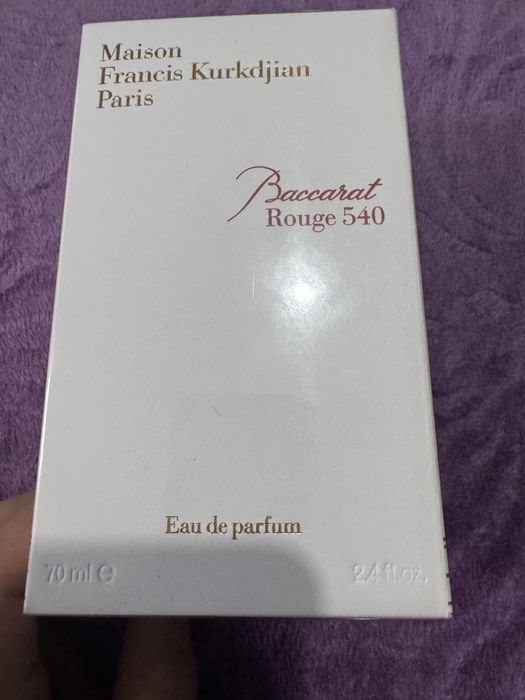 Maison
Francis Kurkdjian
Paris
Baccarat
Rouge 540
Eau de parfum
70 ml e 2,4 fl.oz.